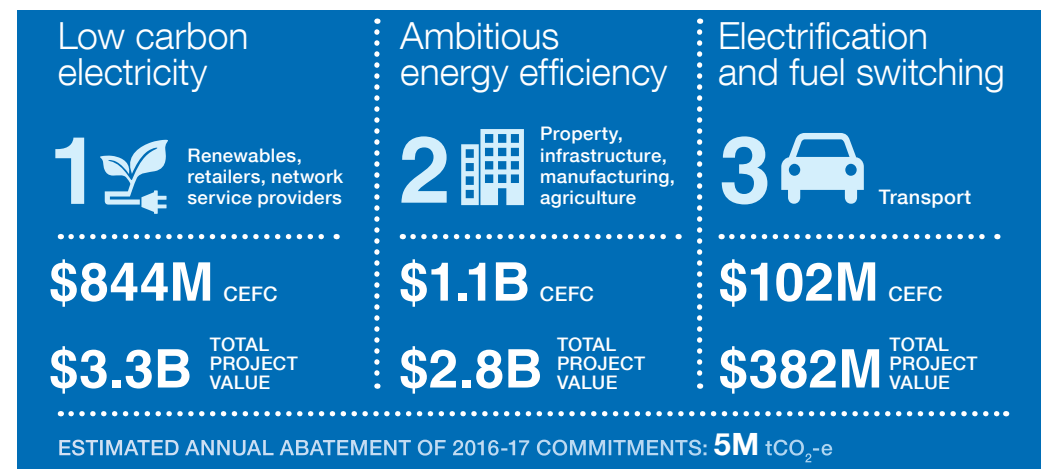 Low carbon
electricity
1
Renewables,
retailers, network
service providers
$844M CEFC
$3.3B TOTAL
PROJECT
VALUE
Ambitious
energy efficiency
2
Property,
infrastructure,
manufacturing,
agriculture
$1.1B CEFC
$2.8B TOTAL
PROJECT
VALUE
Electrification
and fuel switching
3
Transport
$102M CEFC
$382M TOTAL
PROJECT
VALUE
ESTIMATED ANNUAL ABATEMENT OF 2016-17 COMMITMENTS: 5M tCO₂-e